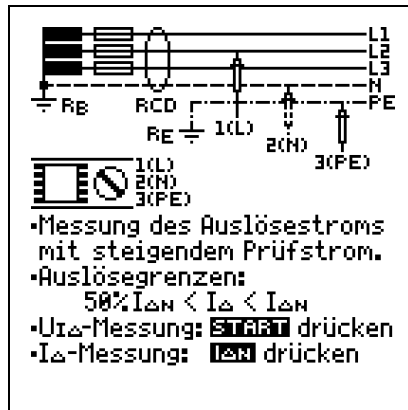 L1
L2
L3
N
PE
RB
RCD
RE
1(L)
2(N)
3(PE)
1(L)
2(N)
3(PE)
•Messung des Auslösestroms
mit steigendem Prüfstrom.
•Auslösegrenzen:
50%I∆N < I∆ < I∆N
•UI∆-Messung: START drücken
•I∆-Messung: I∆N drücken